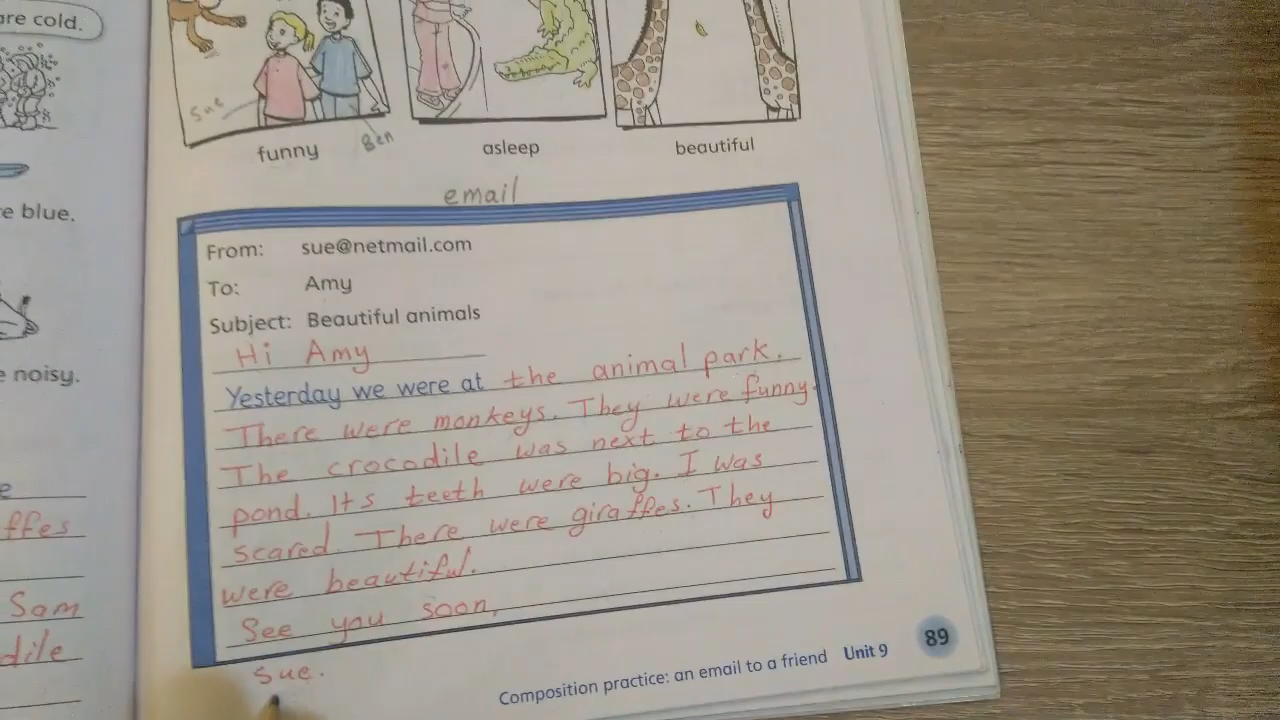 are cold.
e blue.
e noisy.
e
ffes
Sam
dile
Sue
Ben
funny
asleep
beautiful
email
From: sue@netmail.com
To: Amy
Subject: Beautiful animals
Hi Amy
Yesterday we were at the animal park.
There were monkeys. They were funny.
The crocodile was next to the
pond. Its teeth were big. I was
scared. There were giraffes. They
were beautiful.
See you soon,
Sue.
Composition practice: an email to a friend Unit 9 89